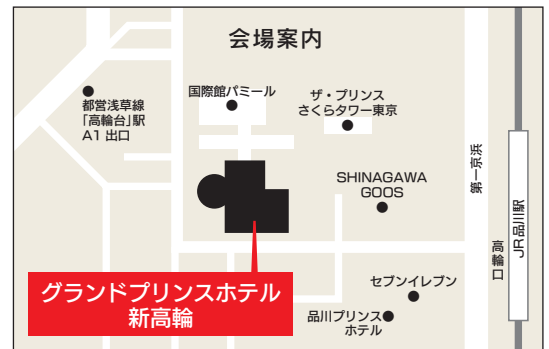 会場案内
都営浅草線
「高輪台」駅
A1 出口
国際館パミール
ザ・プリンス
さくらタワー東京
SHINAGAWA
GOOS
第一京浜
JR品川駅
高輪口
グランドプリンスホテル
新高輪
セブンイレブン
品川プリンス
ホテル